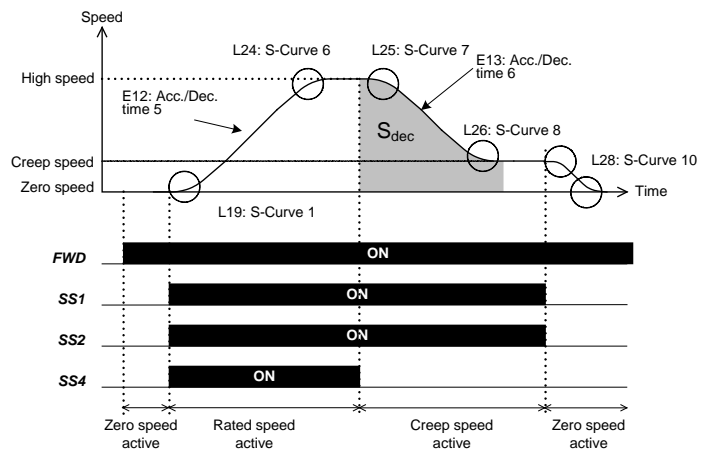 Speed
L24: S-Curve 6
L25: S-Curve 7
E13: Acc./Dec.
time 6
High speed
E12: Acc./Dec.
time 5
Sdec
L26: S-Curve 8
Creep speed
L28: S-Curve 10
Zero speed
Time
L19: S-Curve 1
FWD
ON
SS1
ON
SS2
ON
SS4
ON
Zero speed
active
Rated speed
active
Creep speed
active
Zero speed
active